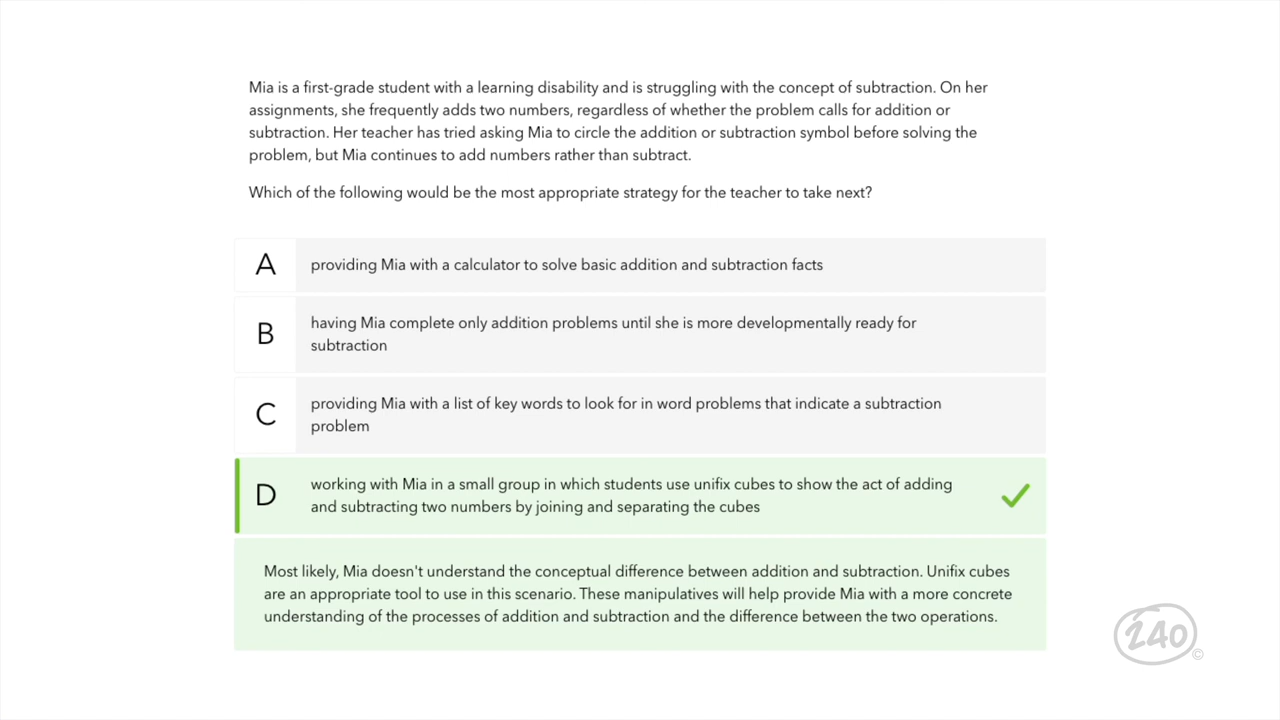 Mia is a first-grade student with a learning disability and is struggling with the concept of subtraction. On her
assignments, she frequently adds two numbers, regardless of whether the problem calls for addition or
subtraction. Her teacher has tried asking Mia to circle the addition or subtraction symbol before solving the
problem, but Mia continues to add numbers rather than subtract.
Which of the following would be the most appropriate strategy for the teacher to take next?
A providing Mia with a calculator to solve basic addition and subtraction facts
B having Mia complete only addition problems until she is more developmentally ready for
subtraction
C providing Mia with a list of key words to look for in word problems that indicate a subtraction
problem
D working with Mia in a small group in which students use unifix cubes to show the act of adding
and subtracting two numbers by joining and separating the cubes
Most likely, Mia doesn't understand the conceptual difference between addition and subtraction. Unifix cubes
are an appropriate tool to use in this scenario. These manipulatives will help provide Mia with a more concrete
understanding of the processes of addition and subtraction and the difference between the two operations.
240 ©